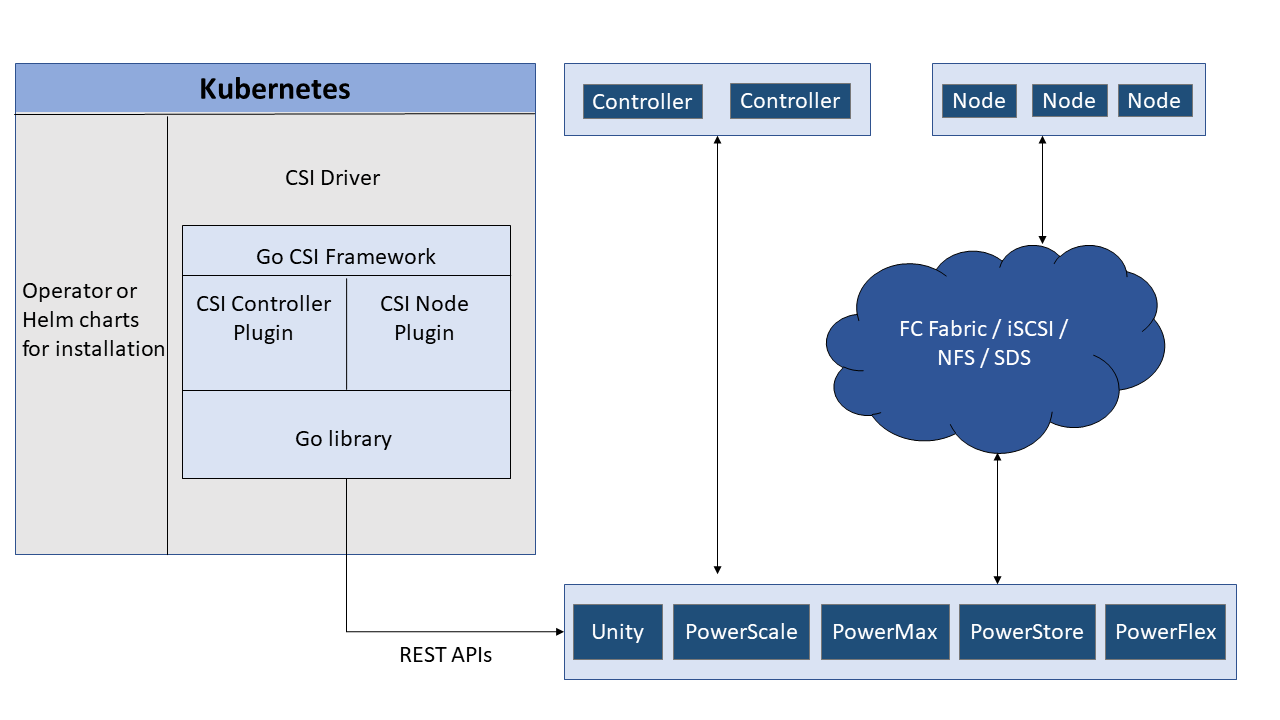 Kubernetes
Operator or
Helm charts
for installation
CSI Driver
Go CSI Framework
CSI Controller
Plugin
CSI Node
Plugin
Go library
REST APIs
Controller
Controller
Node
Node
Node
FC Fabric / iSCSI /
NFS / SDS
Unity
PowerScale
PowerMax
PowerStore
PowerFlex